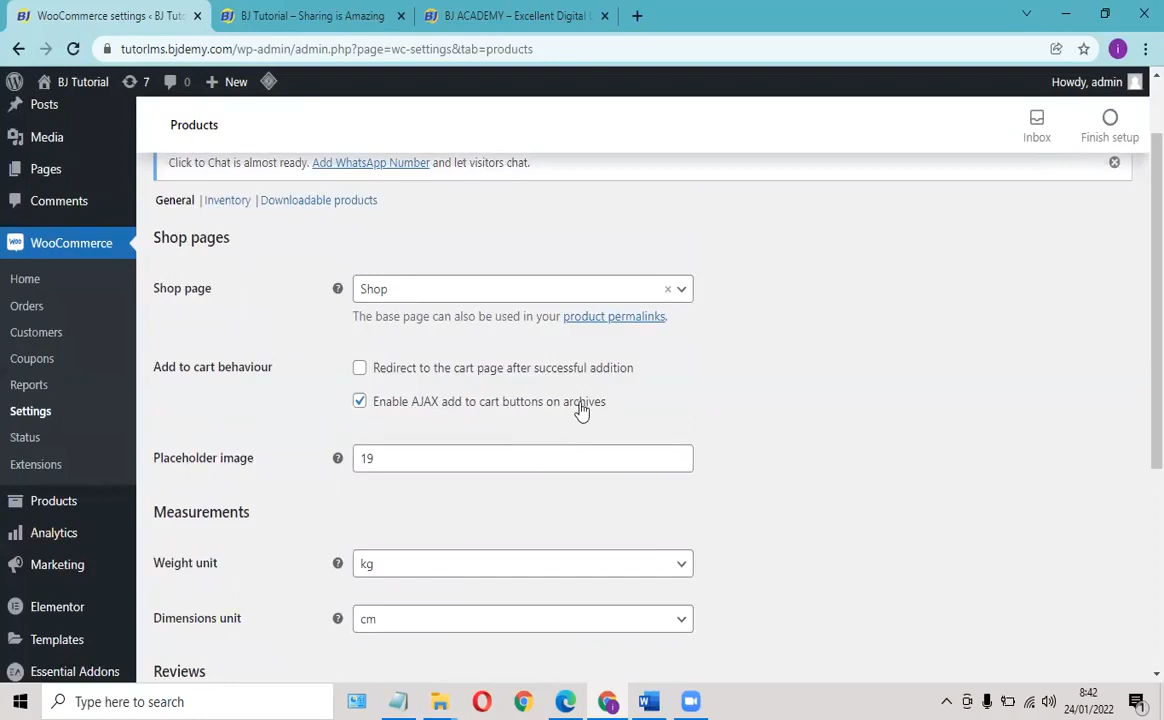 WooCommerce settings ‹ BJ Tuto
BJ Tutorial – Sharing is Amazing
BJ ACADEMY – Excellent Digital
tutorlms.bjdemy.com/wp-admin/admin.php?page=wc-settings&tab=products
i
BJ Tutorial
7
0
New
Howdy, admin
Posts
Media
Pages
Comments
WooCommerce
Home
Orders
Customers
Coupons
Reports
Settings
Status
Extensions
Products
Analytics
Marketing
Elementor
Templates
Essential Addons
Products
Inbox
Finish setup
Click to Chat is almost ready. Add WhatsApp Number and let visitors chat.
General | Inventory | Downloadable products
Shop pages
Shop page
Shop
The base page can also be used in your product permalinks.
Add to cart behaviour
Redirect to the cart page after successful addition
Enable AJAX add to cart buttons on archives
Placeholder image
19
Measurements
Weight unit
kg
Dimensions unit
cm
Reviews
Type here to search
8:42
24/01/2022
1